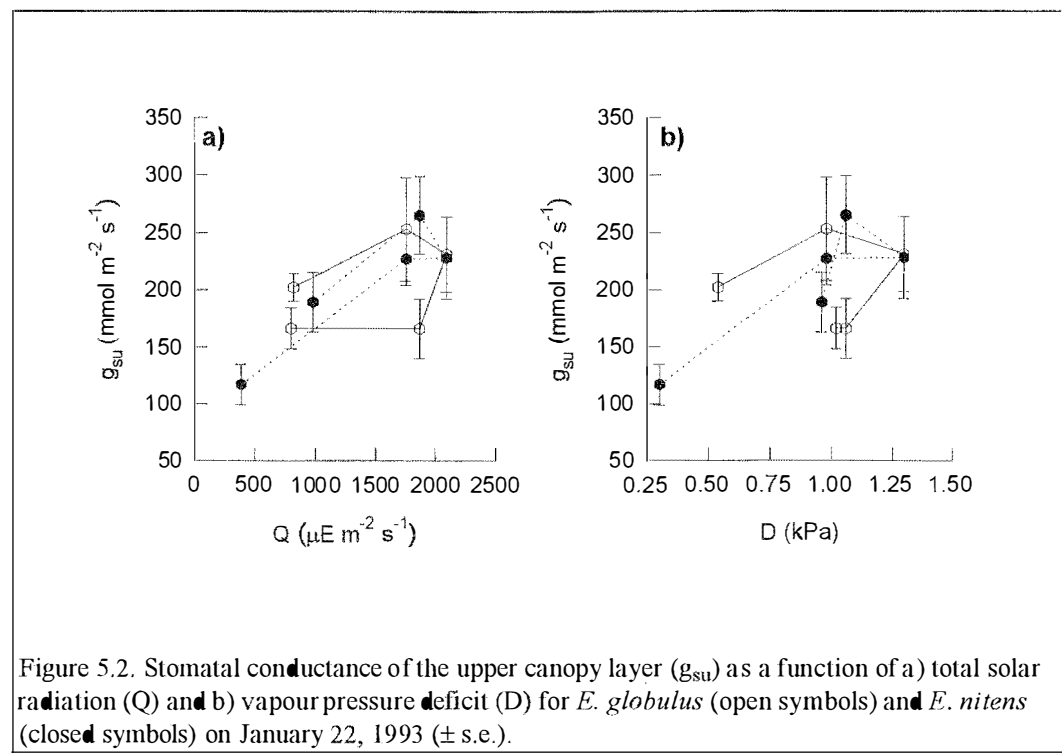 a)
350
300
250
200
150
100
50
g_su (mmol m⁻² s⁻¹)
0 500 1000 1500 2000 2500
Q (µE m⁻² s⁻¹)
b)
350
300
250
200
150
100
50
g_su (mmol m⁻² s⁻¹)
0.25 0.50 0.75 1.00 1.25 1.50
D (kPa)
Figure 5.2. Stomatal conductance of the upper canopy layer (g_su) as a function of a) total solar
radiation (Q) and b) vapour pressure deficit (D) for E. globulus (open symbols) and E. nitens
(closed symbols) on January 22, 1993 (± s.e.).